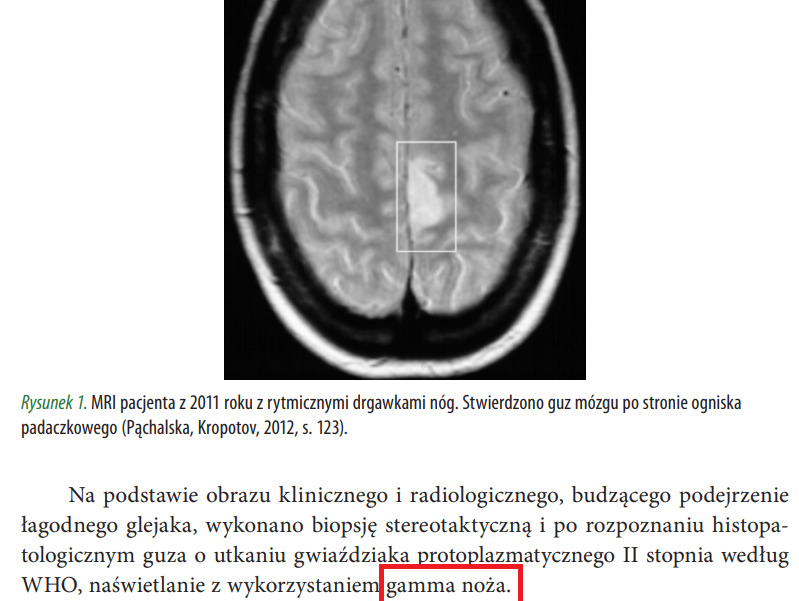 Rysunek 1. MRI pacjenta z 2011 roku z rytmicznymi drgawkami nóg. Stwierdzono guz mózgu po stronie ogniska
padaczkowego (Pąchalska, Kropotov, 2012, s. 123).
Na podstawie obrazu klinicznego i radiologicznego, budzącego podejrzenie
łagodnego glejaka, wykonano biopsję stereotaktyczną i po rozpoznaniu histopa-
tologicznym guza o utkaniu gwiaździaka protoplazmatycznego II stopnia według
WHO, naświetlanie z wykorzystaniem gamma noża.